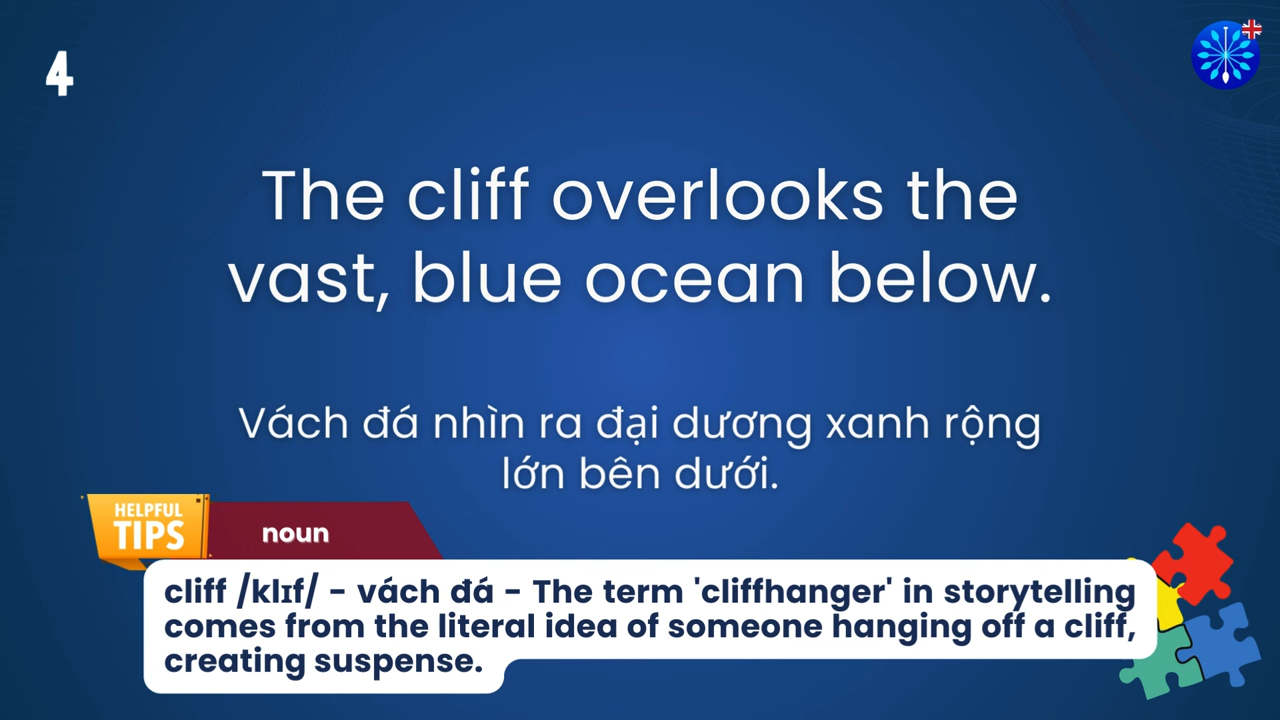 4
The cliff overlooks the
vast, blue ocean below.
Vách đá nhìn ra đại dương xanh rộng
lớn bên dưới.
HELPFUL
TIPS
noun
cliff /klɪf/ - vách đá - The term 'cliffhanger' in storytelling
comes from the literal idea of someone hanging off a cliff,
creating suspense.